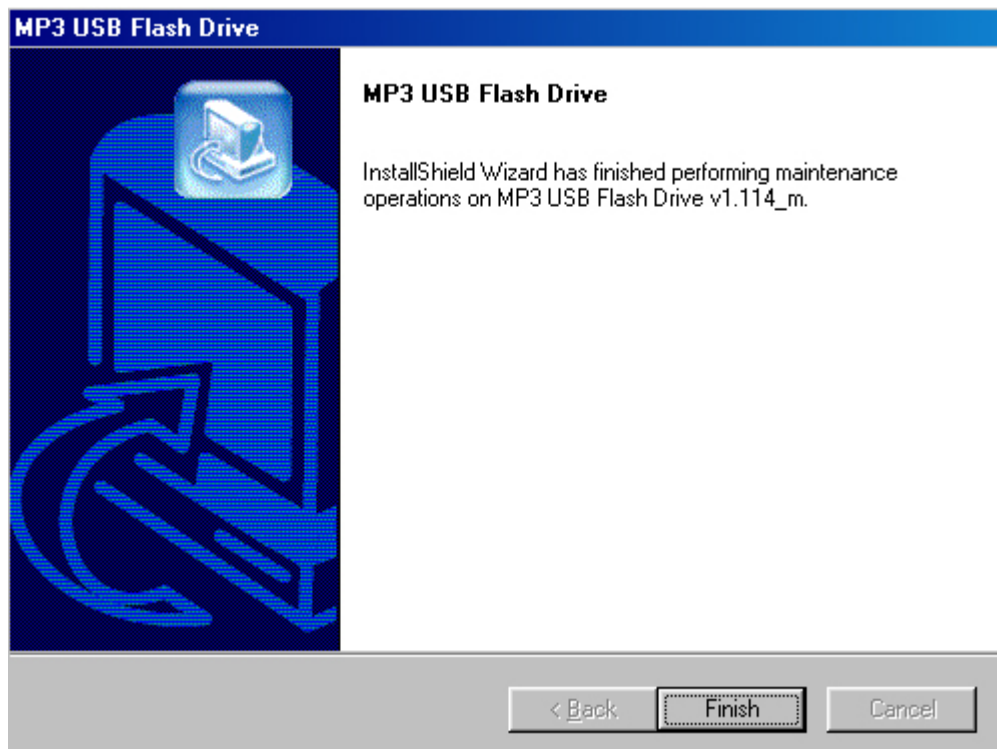 MP3 USB Flash Drive
MP3 USB Flash Drive
InstallShield Wizard has finished performing maintenance
operations on MP3 USB Flash Drive v1.114_m.
< Back
Finish
Cancel